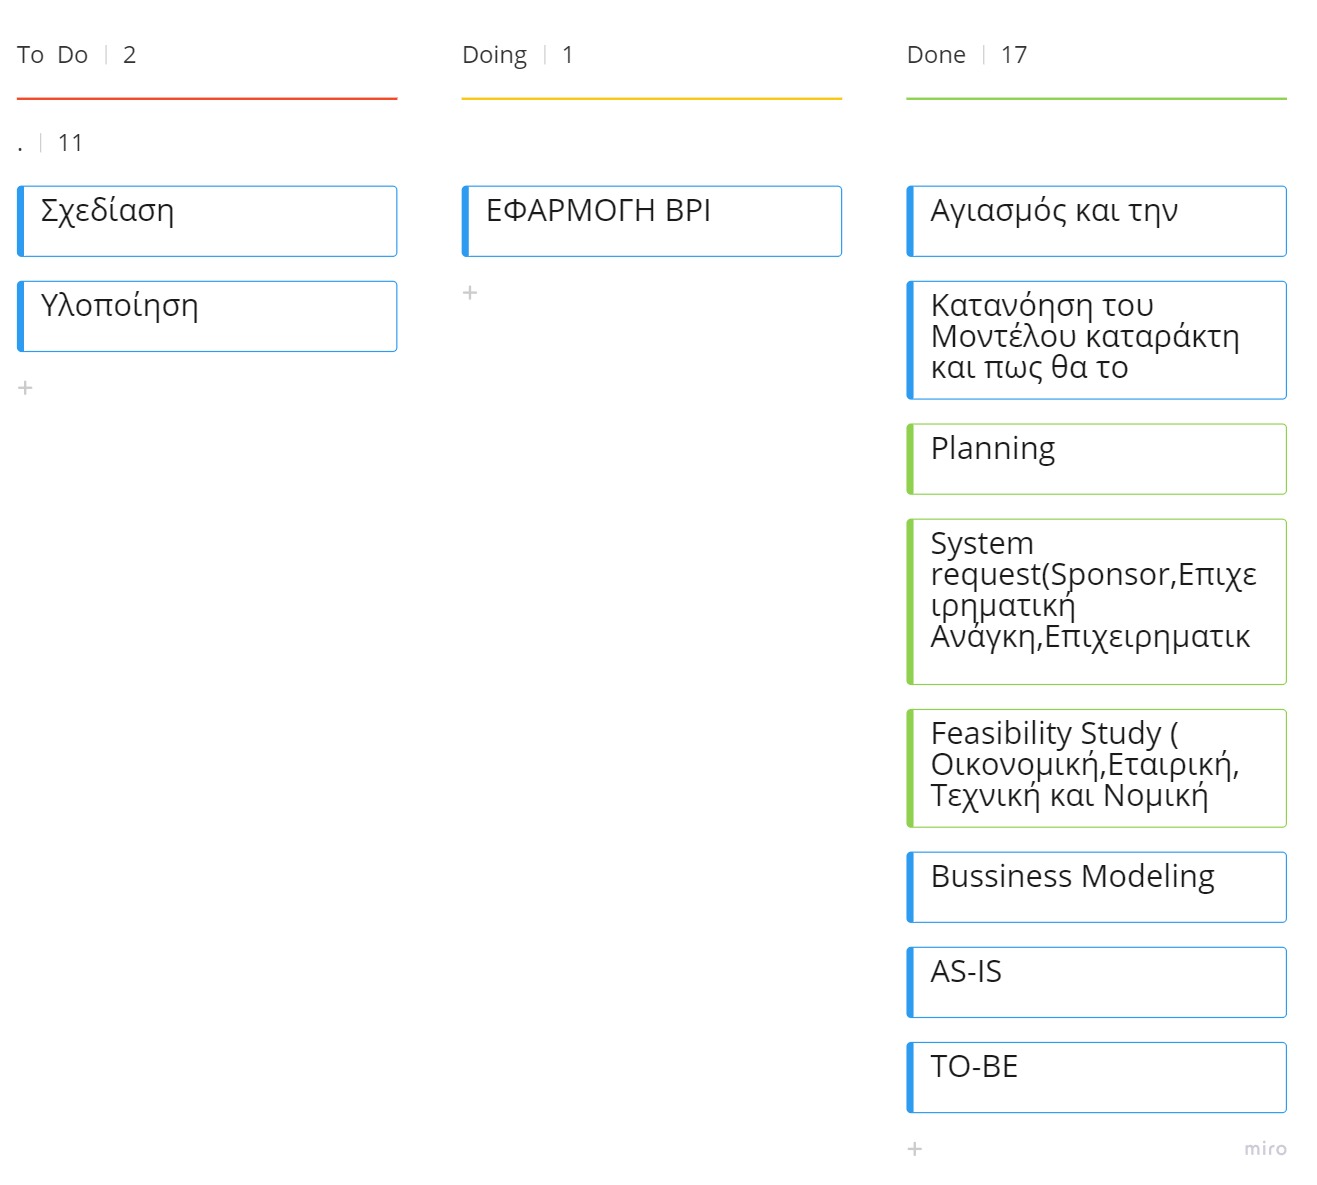 To Do | 2
Doing | 1
Done | 17
. | 11
Σχεδίαση
Υλοποίηση
ΕΦΑΡΜΟΓΗ BPI
Αγιασμός και την
Κατανόηση του
Μοντέλου καταράκτη
και πως θα το
Planning
System
request(Sponsor,Επιχε
ιρηματική
Ανάγκη,Επιχειρηματικ
Feasibility Study (
Οικονομική,Εταιρική,
Τεχνική και Νομική
Bussiness Modeling
AS-IS
TO-BE
miro